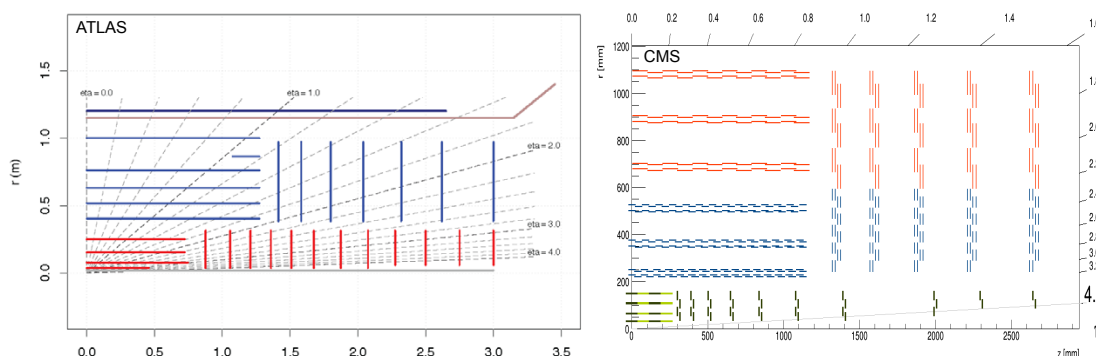 ATLAS
eta = 0.0
eta = 1.0
eta = 2.0
eta = 3.0
eta = 4.0
r (m)
1.5
1.0
0.5
0.0
0.0 0.5 1.0 1.5 2.0 2.5 3.0 3.5
0.0 0.2 0.4 0.6 0.8 1.0 1.2 1.4
CMS
r [mm]
1200
1000
800
600
400
200
0
500 1000 1500 2000 2500
z [mm]
4.